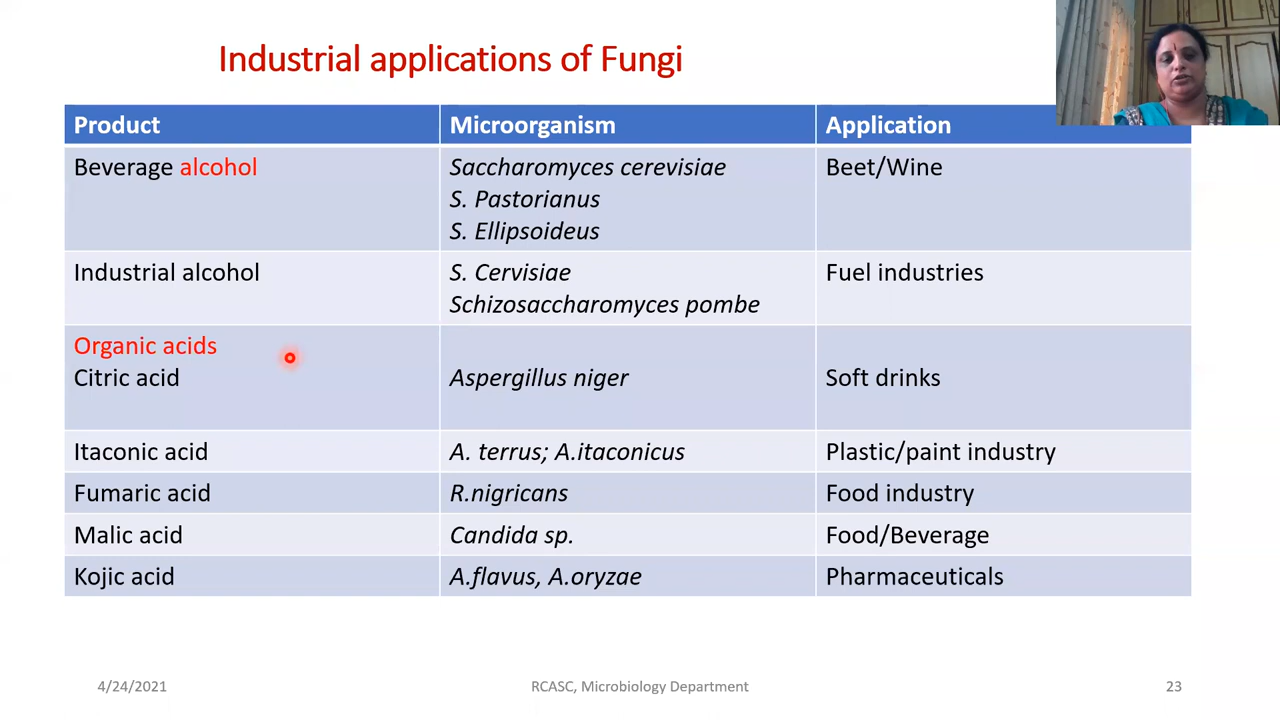 Industrial applications of Fungi
Product Microorganism Application
Beverage alcohol Saccharomyces cerevisiae Beet/Wine
S. Pastorianus
S. Ellipsoideus
Industrial alcohol S. Cervisiae Fuel industries
Schizosaccharomyces pombe
Organic acids
Citric acid Aspergillus niger Soft drinks
Itaconic acid A. terrus; A.itaconicus Plastic/paint industry
Fumaric acid R.nigricans Food industry
Malic acid Candida sp. Food/Beverage
Kojic acid A.flavus, A.oryzae Pharmaceuticals
4/24/2021 RCASC, Microbiology Department 23